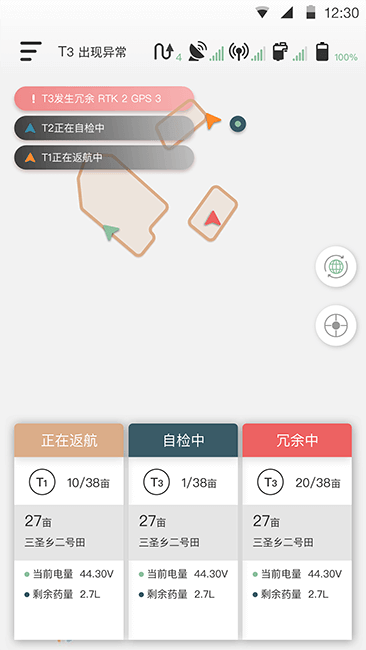 12:30
T3 出现异常
4
100%
! T3发生冗余 RTK 2 GPS 3
T2正在自检中
T1正在返航中
正在返航
T1 10/38亩
27亩
三圣乡二号田
当前电量 44.30V
剩余药量 2.7L
自检中
T3 1/38亩
27亩
三圣乡二号田
当前电量 44.30V
剩余药量 2.7L
冗余中
T3 20/38亩
27亩
三圣乡二号田
当前电量 44.30V
剩余药量 2.7L